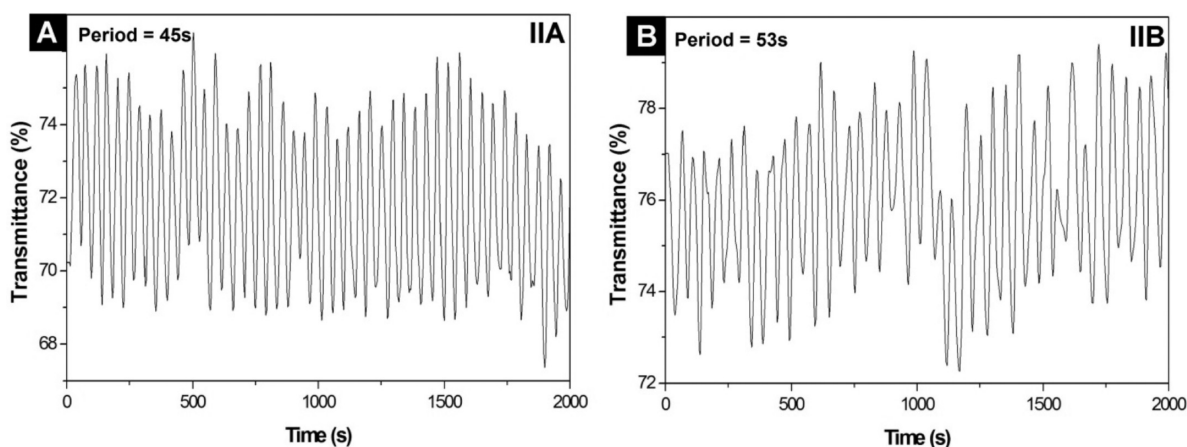 A
Period = 45s
IIA
Transmittance (%)
74
72
70
68
0
500
1000
1500
2000
Time (s)
B
Period = 53s
IIB
Transmittance (%)
78
76
74
72
0
500
1000
1500
2000
Time (s)